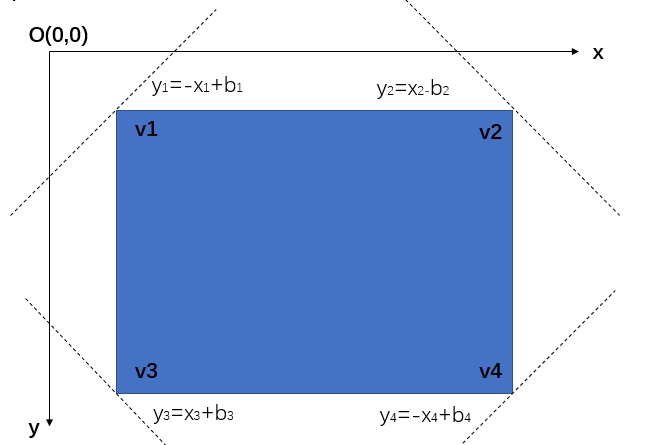 O(0,0)
x
y₁=-x₁+b₁
y₂=x₂-b₂
v1
v2
v3
v4
y₃=x₃+b₃
y₄=-x₄+b₄
y